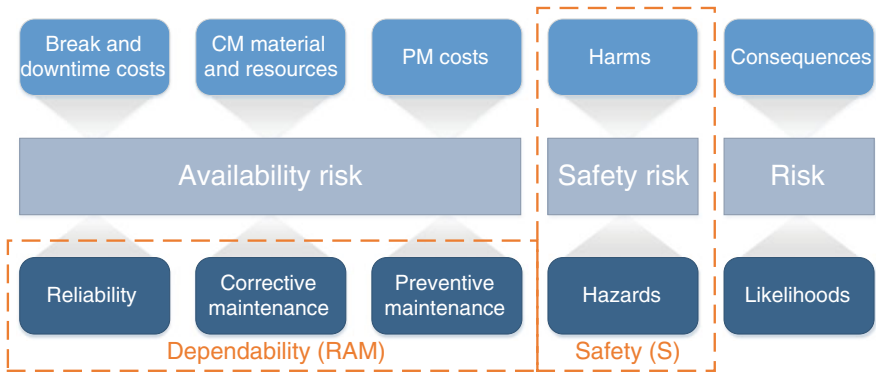 Break and
downtime costs
CM material
and resources
PM costs
Harms
Consequences
Availability risk
Safety risk
Risk
Reliability
Corrective
maintenance
Preventive
maintenance
Hazards
Likelihoods
Dependability (RAM)
Safety (S)